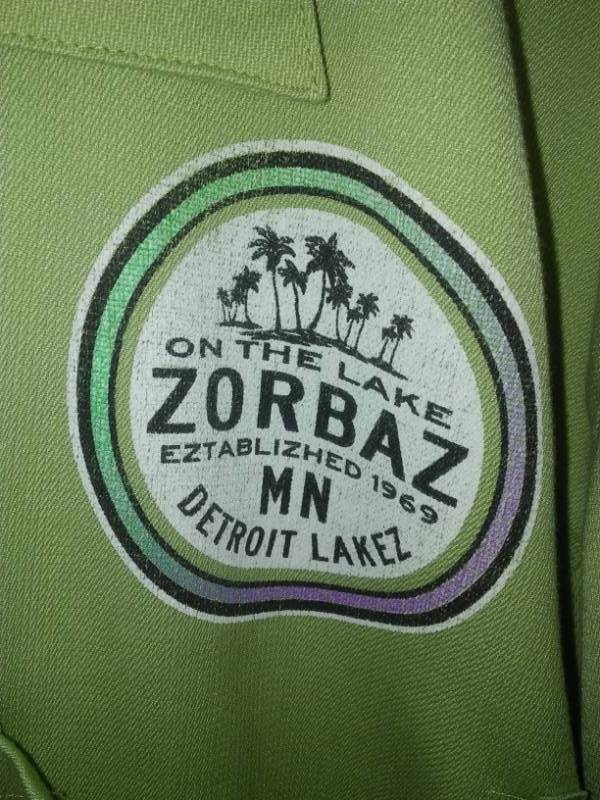 ON THE LAKE
ZORBAZ
EZTABLIZHED 1969
MN
DETROIT LAKEZ